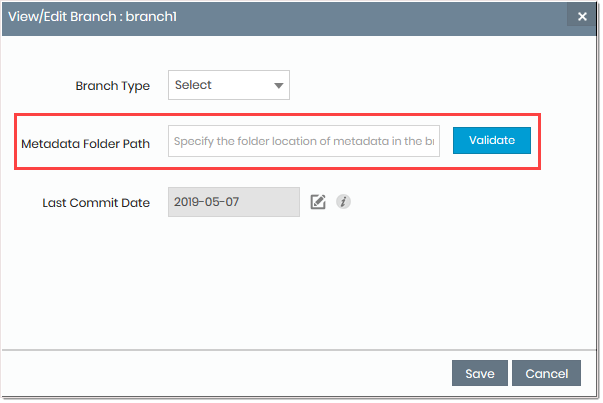 View/Edit Branch : branch1
Branch Type Select
Metadata Folder Path Specify the folder location of metadata in the br Validate
Last Commit Date 2019-05-07 i
Save Cancel